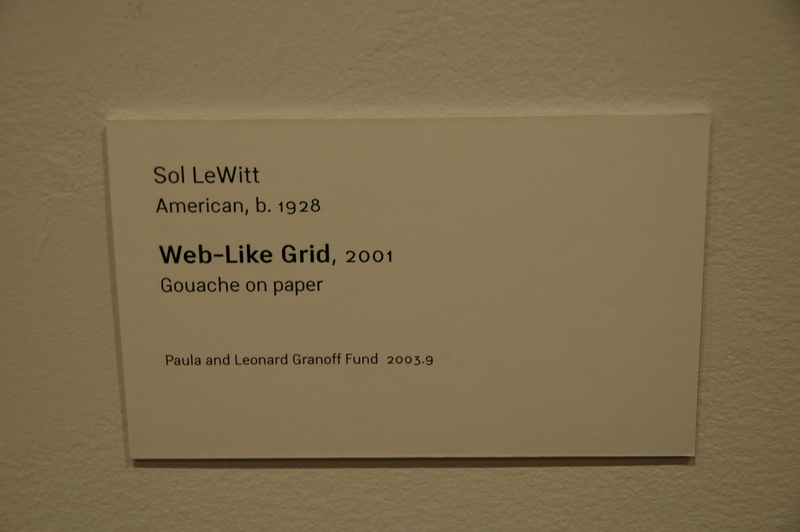 Sol LeWitt
American, b. 1928
Web-Like Grid, 2001
Gouache on paper
Paula and Leonard Granoff Fund 2003.9